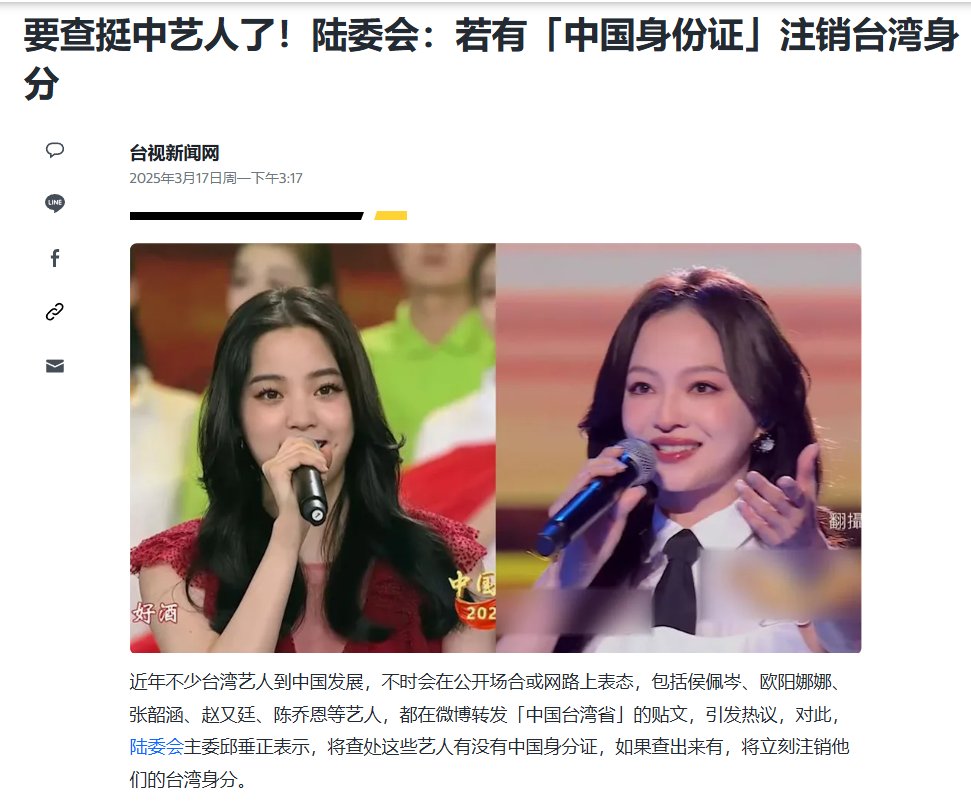 要查挺中艺人了！陆委会：若有「中国身份证」注销台湾身
分
台视新闻网
2025年3月17日周一下午3:17
LINE
翻攝
好酒
中国
202
近年不少台湾艺人到中国发展，不时会在公开场合或网路上表态，包括侯佩岑、欧阳娜娜、
张韶涵、赵又廷、陈乔恩等艺人，都在微博转发「中国台湾省」的贴文，引发热议，对此，
陆委会主委邱垂正表示，将查处这些艺人有没有中国身分证，如果查出来有，将立刻注销他
们的台湾身分。